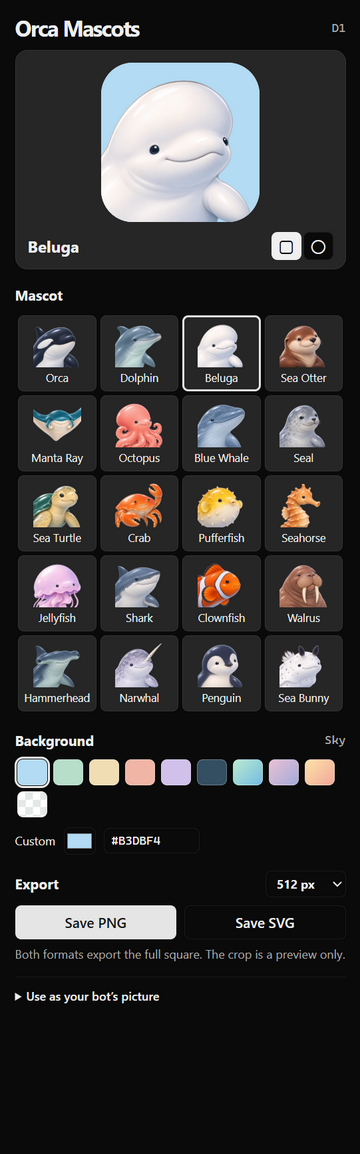 Orca Mascots D1
Beluga
Mascot
Orca Dolphin Beluga Sea Otter
Manta Ray Octopus Blue Whale Seal
Sea Turtle Crab Pufferfish Seahorse
Jellyfish Shark Clownfish Walrus
Hammerhead Narwhal Penguin Sea Bunny
Background Sky
Custom #B3DBF4
Export 512 px
Save PNG Save SVG
Both formats export the full square. The crop is a preview only.
Use as your bot’s picture